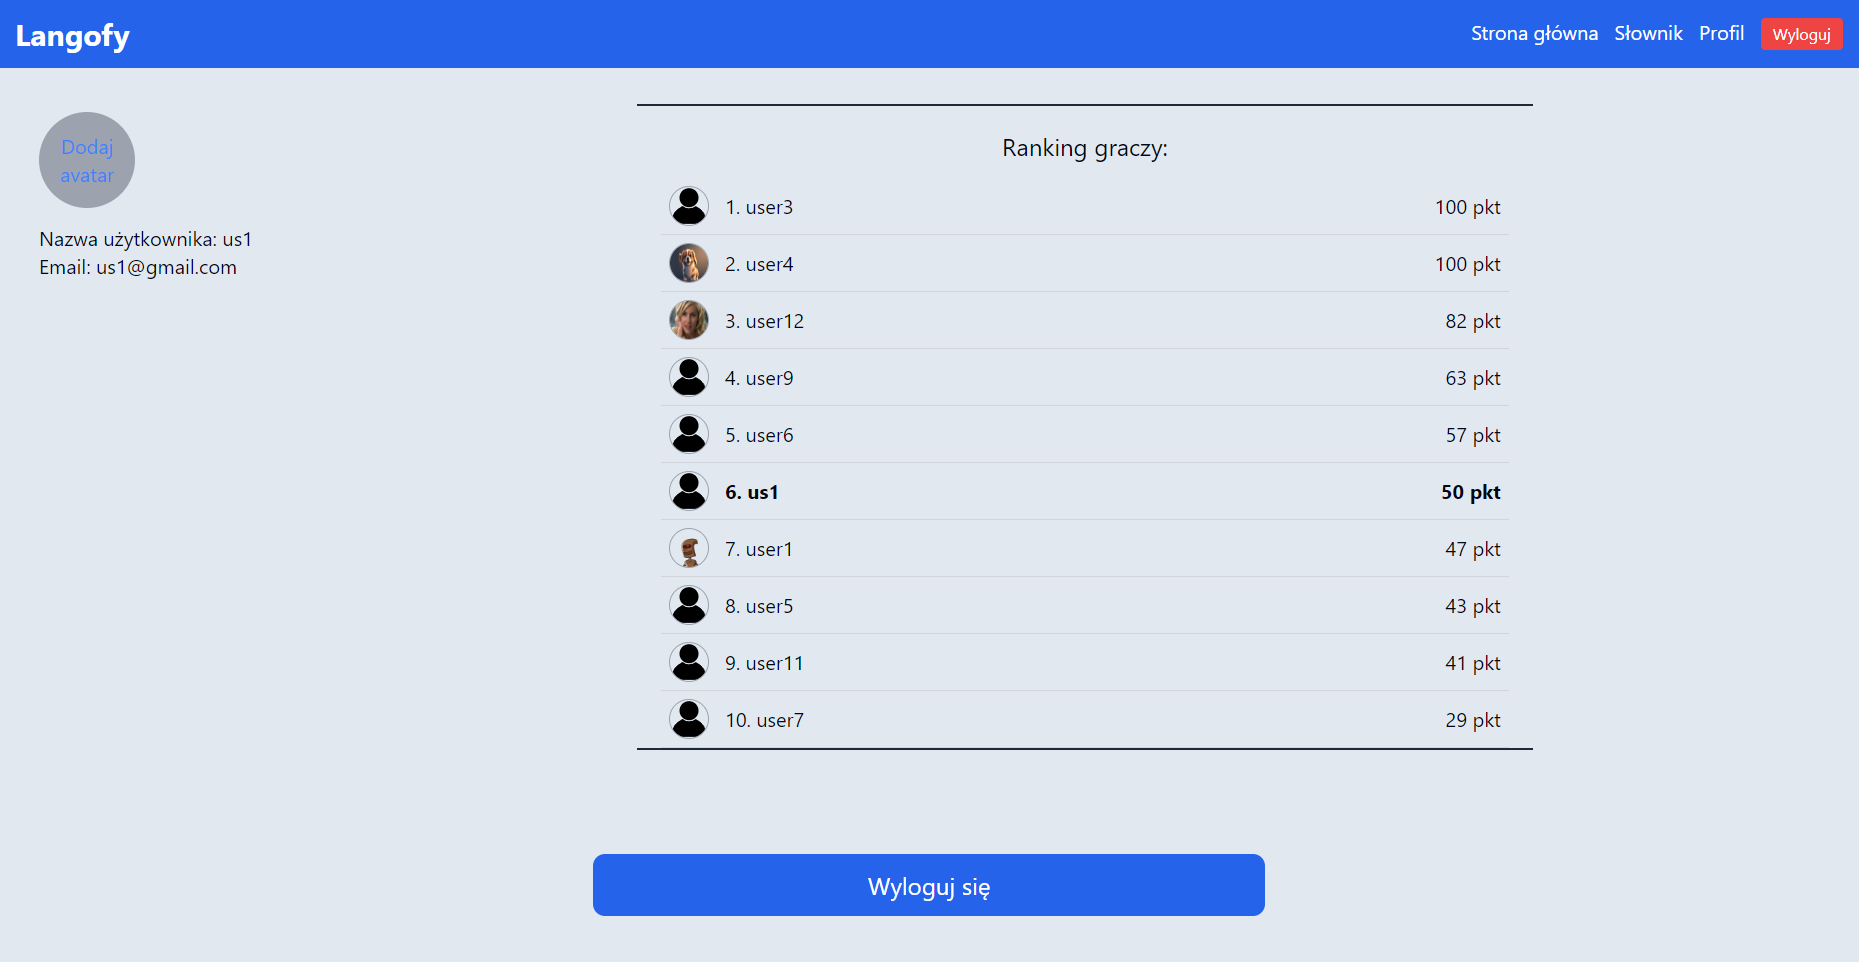 Langofy
Strona główna Słownik Profil Wyloguj
Dodaj
avatar
Nazwa użytkownika: us1
Email: us1@gmail.com
Ranking graczy:
1. user3 100 pkt
2. user4 100 pkt
3. user12 82 pkt
4. user9 63 pkt
5. user6 57 pkt
6. us1 50 pkt
7. user1 47 pkt
8. user5 43 pkt
9. user11 41 pkt
10. user7 29 pkt
Wyloguj się